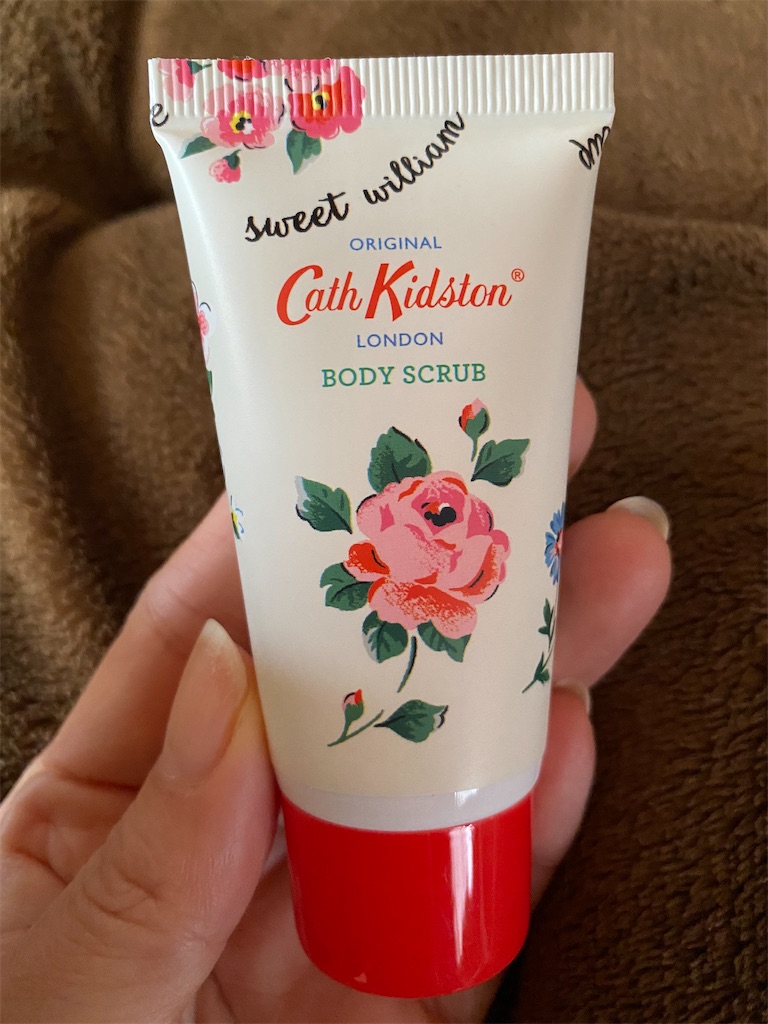 sweet william
ORIGINAL
Cath Kidston®
LONDON
BODY SCRUB